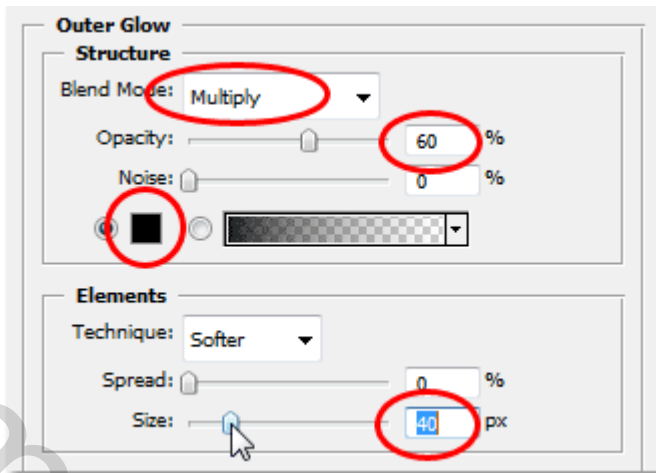 Outer Glow
Structure
Blend Mode: Multiply
Opacity: 60 %
Noise: 0 %
Elements
Technique: Softer
Spread: 0 %
Size: 40 px